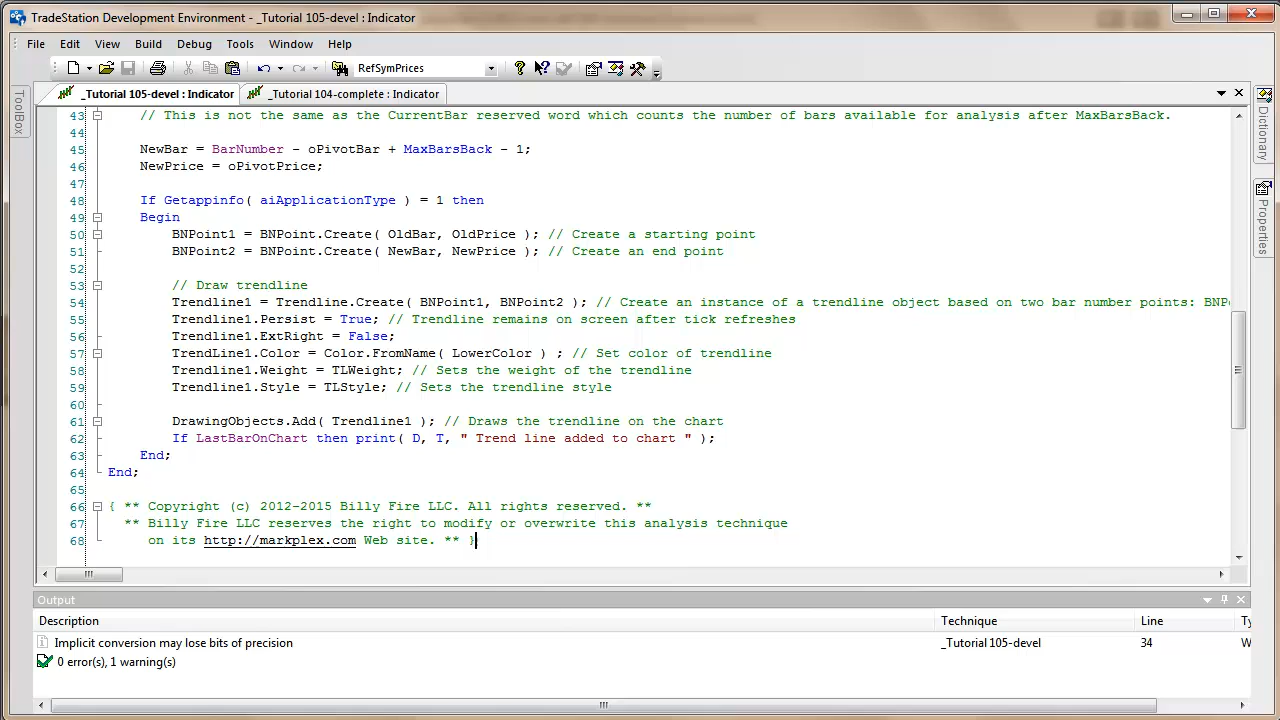 TradeStation Development Environment - _Tutorial 105-devel : Indicator
File Edit View Build Debug Tools Window Help
RefSymPrices
_Tutorial 105-devel : Indicator _Tutorial 104-complete : Indicator
ToolBox
Dictionary
Properties
43 // This is not the same as the CurrentBar reserved word which counts the number of bars available for analysis after MaxBarsBack.
44
45 NewBar = BarNumber - oPivotBar + MaxBarsBack - 1;
46 NewPrice = oPivotPrice;
47
48 If Getappinfo( aiApplicationType ) = 1 then
49 Begin
50 BNPoint1 = BNPoint.Create( OldBar, OldPrice ); // Create a starting point
51 BNPoint2 = BNPoint.Create( NewBar, NewPrice ); // Create an end point
52
53 // Draw trendline
54 Trendline1 = Trendline.Create( BNPoint1, BNPoint2 ); // Create an instance of a trendline object based on two bar number points: BNP
55 Trendline1.Persist = True; // Trendline remains on screen after tick refreshes
56 Trendline1.ExtRight = False;
57 TrendLine1.Color = Color.FromName( LowerColor ) ; // Set color of trendline
58 Trendline1.Weight = TLWeight; // Sets the weight of the trendline
59 Trendline1.Style = TLStyle; // Sets the trendline style
60
61 DrawingObjects.Add( Trendline1 ); // Draws the trendline on the chart
62 If LastBarOnChart then print( D, T, " Trend line added to chart " );
63 End;
64 End;
65
66 { ** Copyright (c) 2012-2015 Billy Fire LLC. All rights reserved. **
67 ** Billy Fire LLC reserves the right to modify or overwrite this analysis technique
68 on its http://markplex.com Web site. ** }
Output
Description Technique Line Ty
Implicit conversion may lose bits of precision _Tutorial 105-devel 34 W
0 error(s), 1 warning(s)